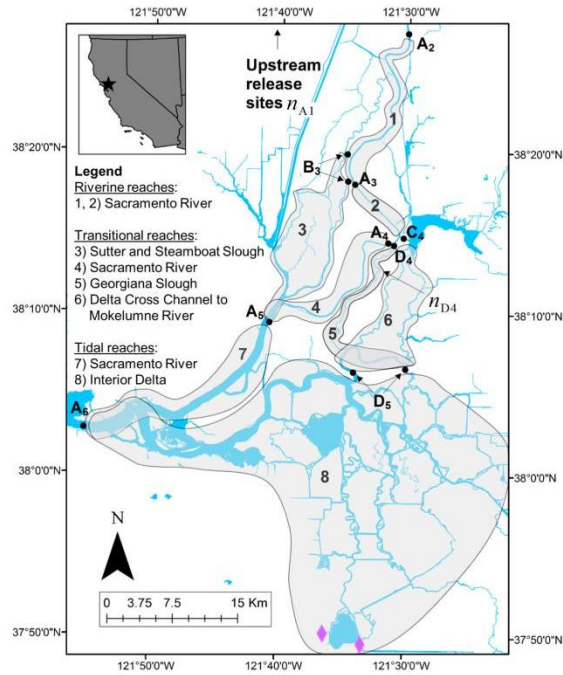 121°50'0"W 121°40'0"W 121°30'0"W
A2
Upstream
release
sites nA1
1
38°20'0"N
38°20'0"N
B3
A3
Legend
Riverine reaches:
1, 2) Sacramento River
Transitional reaches:
3) Sutter and Steamboat Slough
4) Sacramento River
5) Georgiana Slough
6) Delta Cross Channel to
Mokelumne River
Tidal reaches:
7) Sacramento River
8) Interior Delta
2
3
A4
C4
D4
nD4
38°10'0"N
38°10'0"N
A5
4
5
6
7
D5
A6
38°0'0"N
38°0'0"N
8
N
0 3.75 7.5 15 Km
37°50'0"N
37°50'0"N
121°50'0"W 121°40'0"W 121°30'0"W